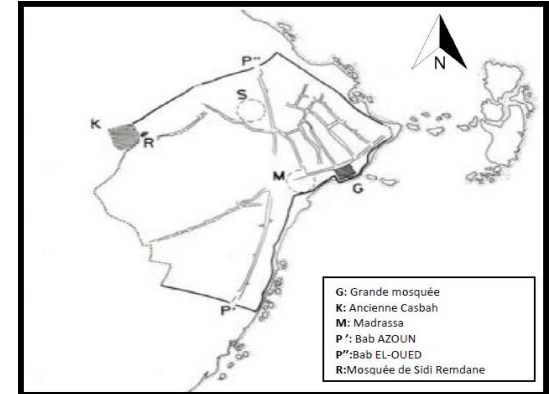 N
P''
S
K
R
M
G
P'
G: Grande mosquée
K: Ancienne Casbah
M: Madrassa
P ': Bab AZOUN
P'':Bab EL-OUED
R:Mosquée de Sidi Remdane